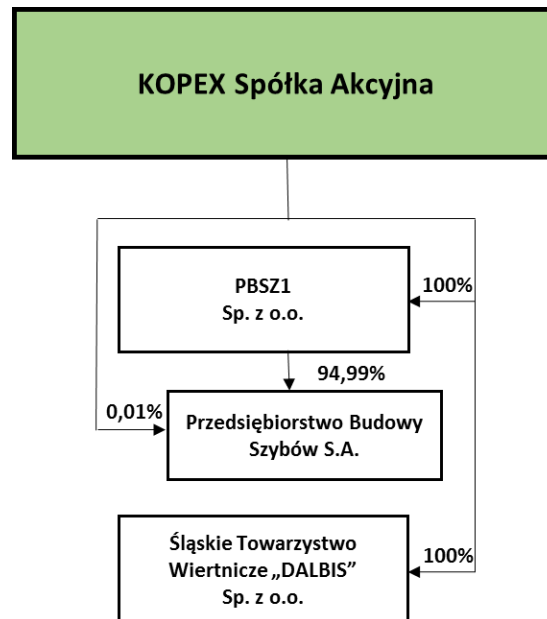 KOPEX Spółka Akcyjna
PBSZ1
Sp. z o.o.
100%
94,99%
0,01%
Przedsiębiorstwo Budowy
Szybów S.A.
Śląskie Towarzystwo
Wiertnicze „DALBIS”
Sp. z o.o.
100%